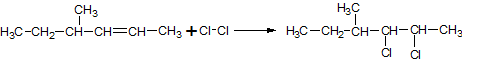 CH₃ H₃C
H₃C–CH₂–CH–CH=CH–CH₃ + Cl-Cl → H₃C–CH₂–CH–CH–CH–CH₃
Cl Cl